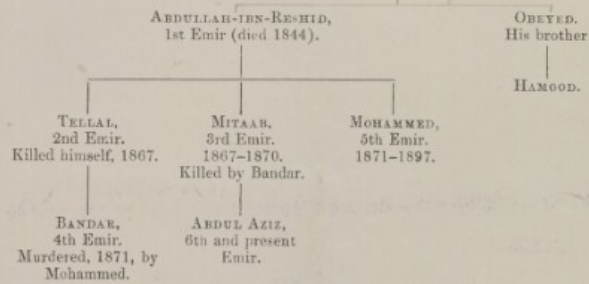 ABDULLAH-IBN-RESHID,
1st Emir (died 1844).
OBEYED.
His brother
HAMOOD.
TELLAL,
2nd Emir.
Killed himself, 1867.
MITAAB,
3rd Emir.
1867–1870.
Killed by Bandar.
MOHAMMED,
5th Emir.
1871–1897.
BANDAR,
4th Emir.
Murdered, 1871, by
Mohammed.
ABDUL AZIZ,
6th and present
Emir.